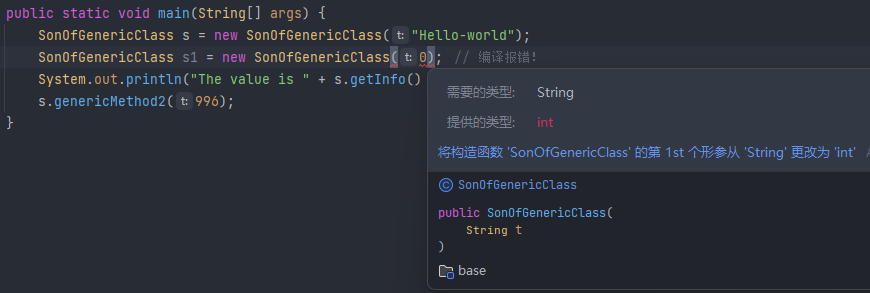 public static void main(String[] args) {
SonOfGenericClass s = new SonOfGenericClass( t: "Hello-world");
SonOfGenericClass s1 = new SonOfGenericClass( t: 0); // 编译报错!
System.out.println("The value is " + s.getInfo()
s.genericMethod2( t: 996);
}
需要的类型: String
提供的类型: int
将构造函数 'SonOfGenericClass' 的第 1st 个形参从 'String' 更改为 'int' A
© SonOfGenericClass
public SonOfGenericClass(
String t
)
base